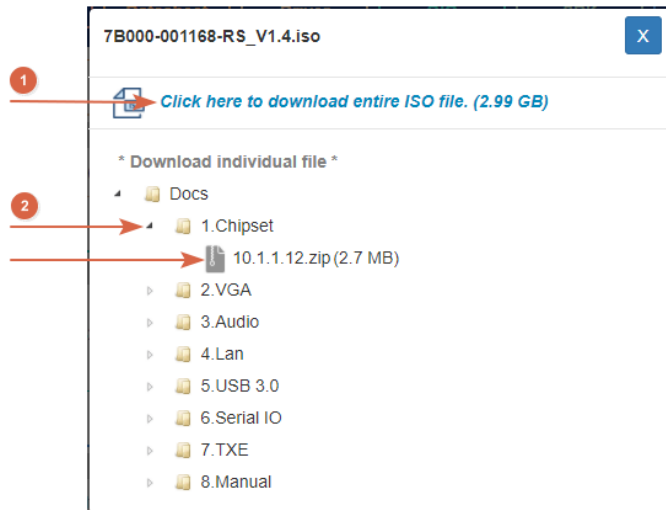 7B000-001168-RS_V1.4.iso
X
1
Click here to download entire ISO file. (2.99 GB)
* Download individual file *
Docs
2
1.Chipset
10.1.1.12.zip (2.7 MB)
2.VGA
3.Audio
4.Lan
5.USB 3.0
6.Serial IO
7.TXE
8.Manual